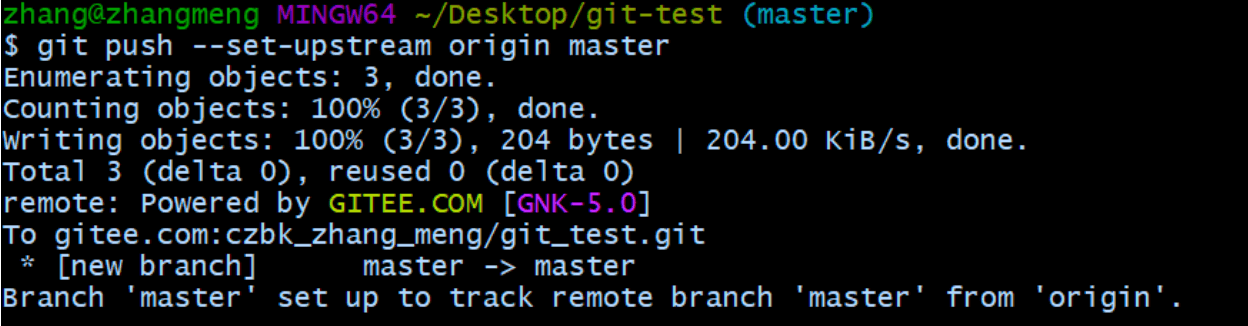 zhang@zhangmeng MINGW64 ~/Desktop/git-test (master)
$ git push --set-upstream origin master
Enumerating objects: 3, done.
Counting objects: 100% (3/3), done.
Writing objects: 100% (3/3), 204 bytes | 204.00 KiB/s, done.
Total 3 (delta 0), reused 0 (delta 0)
remote: Powered by GITEE.COM [GNK-5.0]
To gitee.com:czbk_zhang_meng/git_test.git
 * [new branch]      master -> master
Branch 'master' set up to track remote branch 'master' from 'origin'.